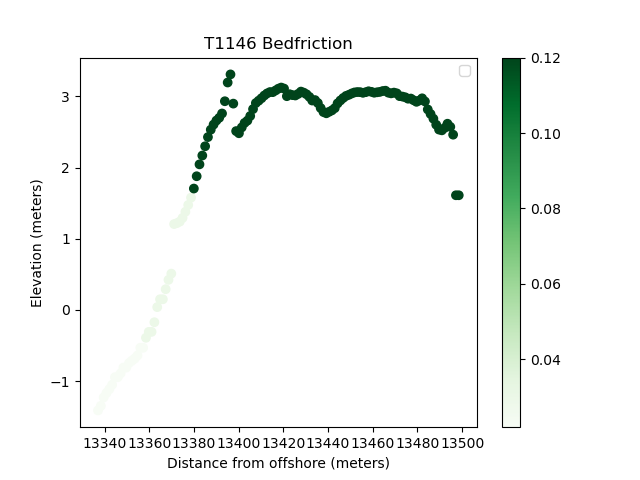 T1146 Bedfriction
3
2
1
0
−1
Elevation (meters)
13340 13360 13380 13400 13420 13440 13460 13480 13500
Distance from offshore (meters)
0.12
0.10
0.08
0.06
0.04